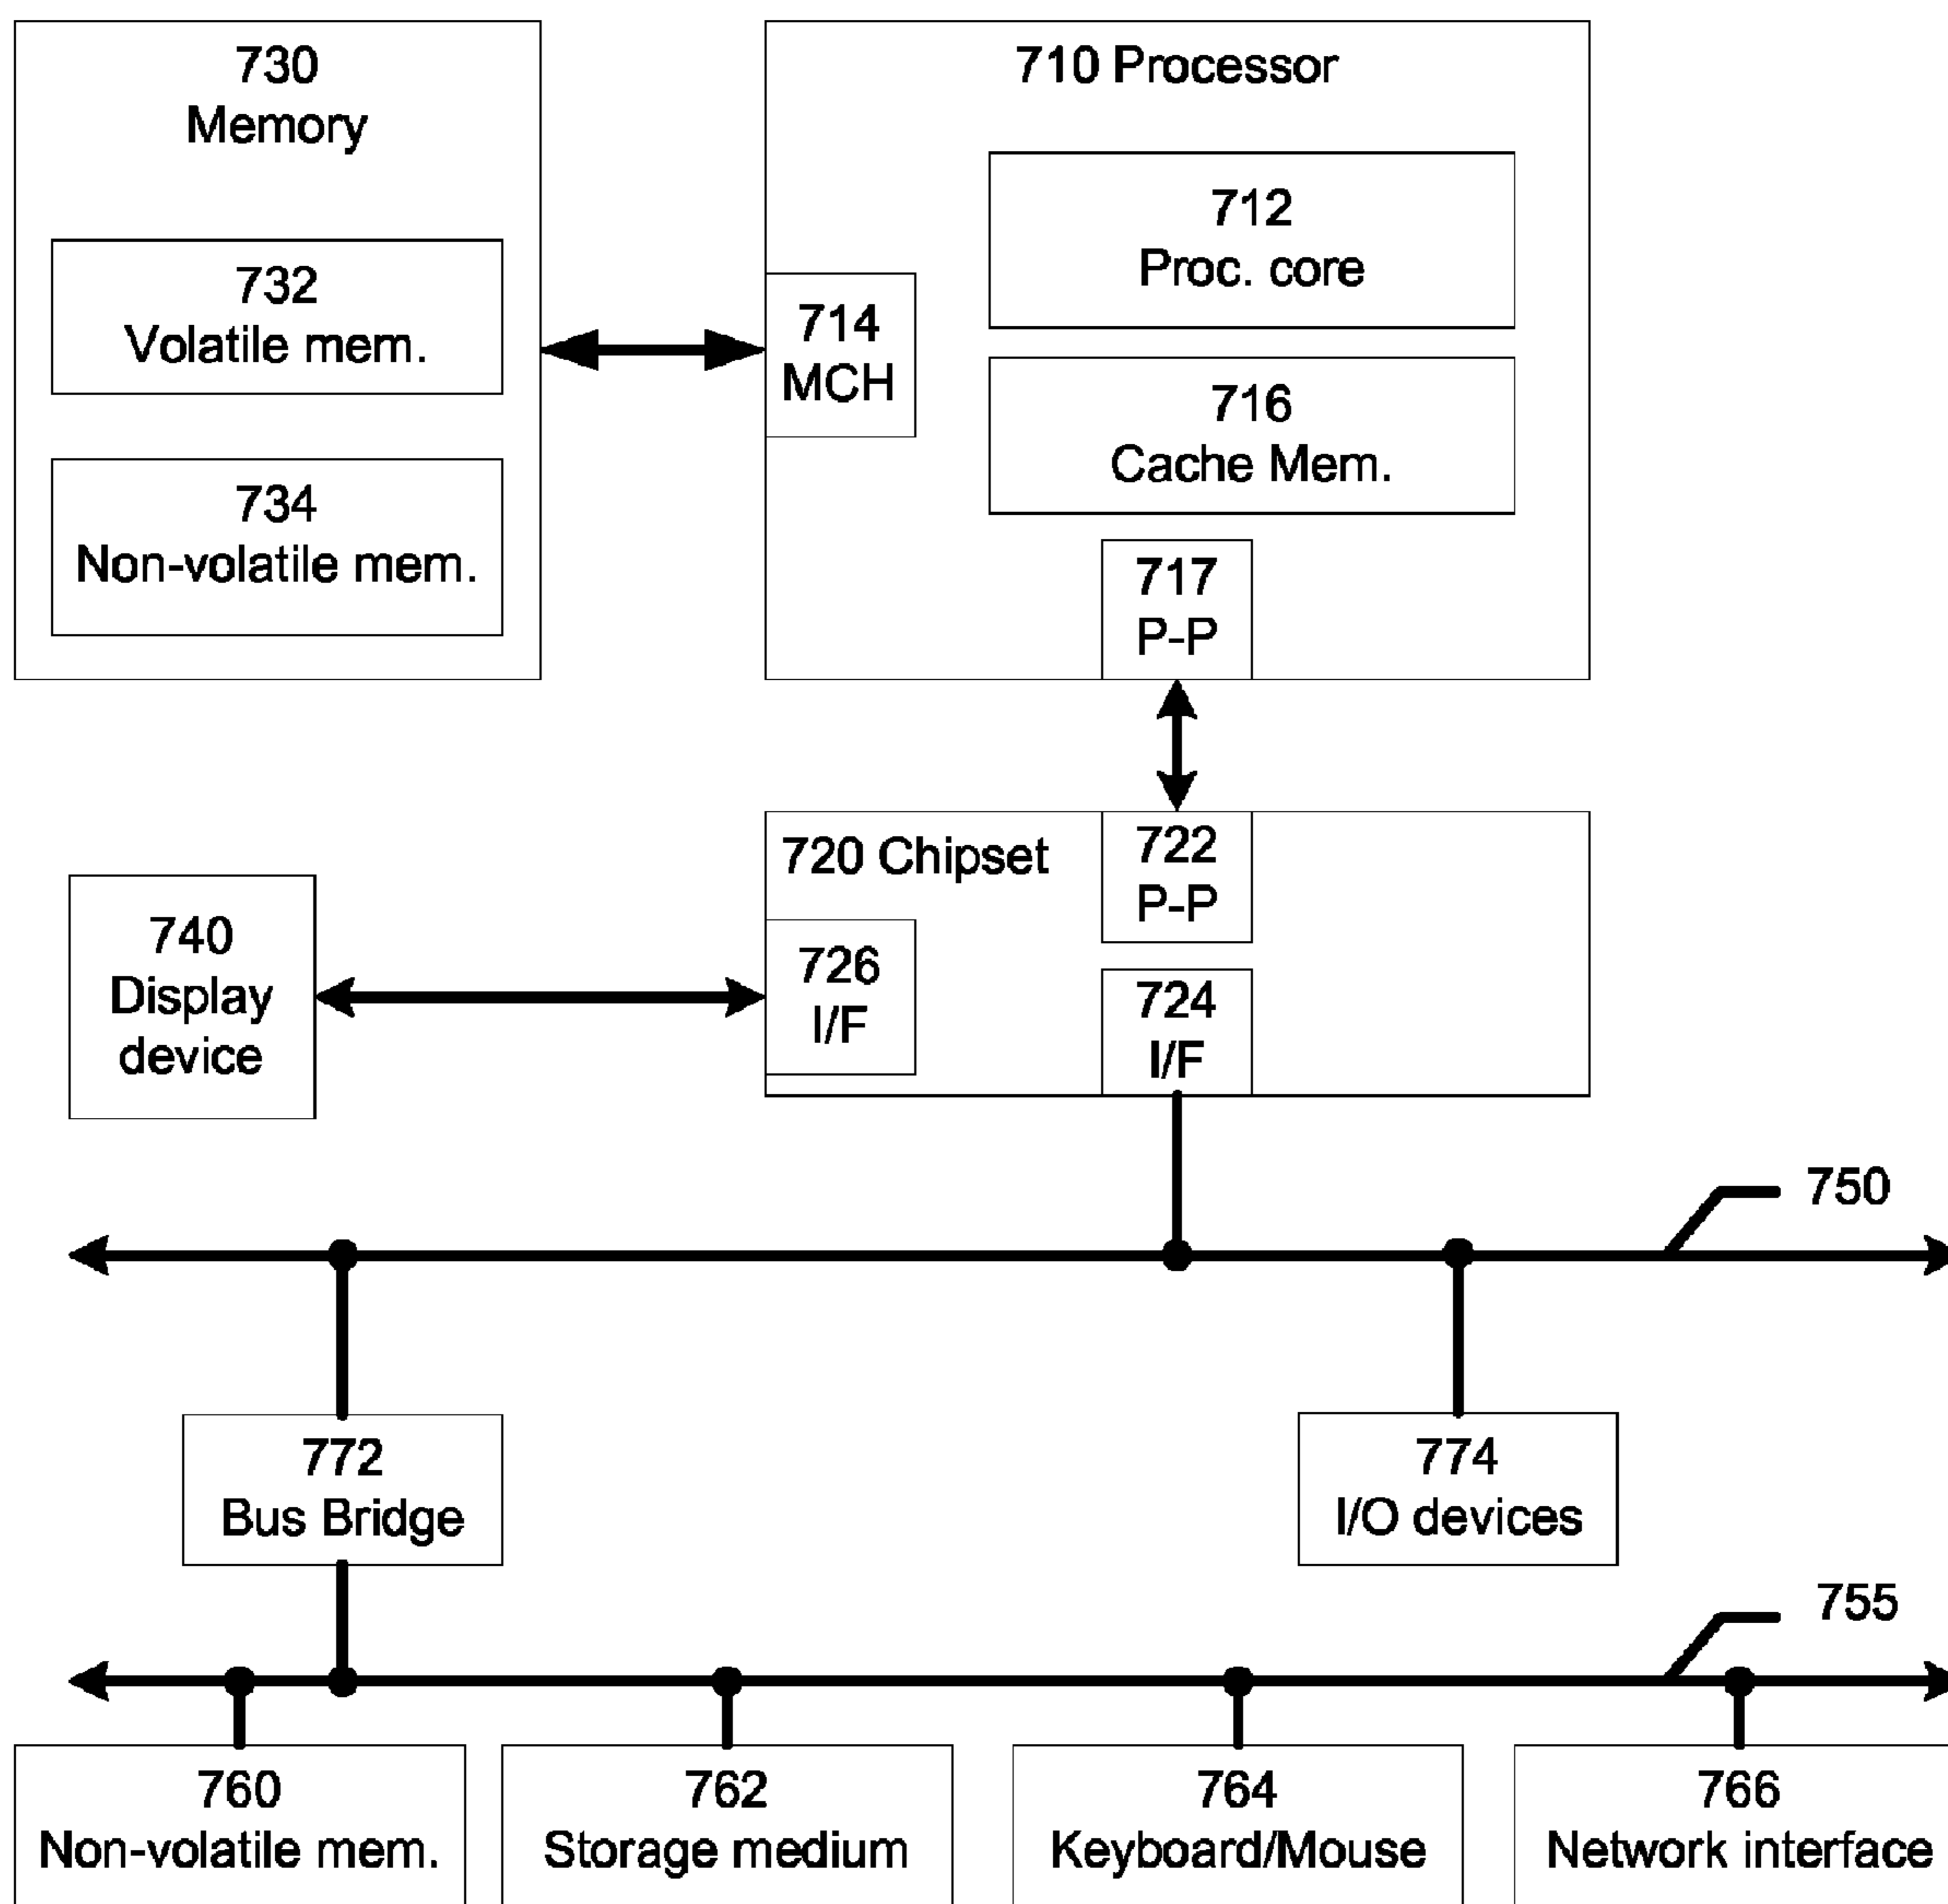 730
Memory
732
Volatile mem.
734
Non-volatile mem.
710 Processor
712
Proc. core
714
MCH
716
Cache Mem.
717
P-P
720 Chipset
722
P-P
726
I/F
724
I/F
740
Display
device
750
772
Bus Bridge
774
I/O devices
755
760
Non-volatile mem.
762
Storage medium
764
Keyboard/Mouse
766
Network interface